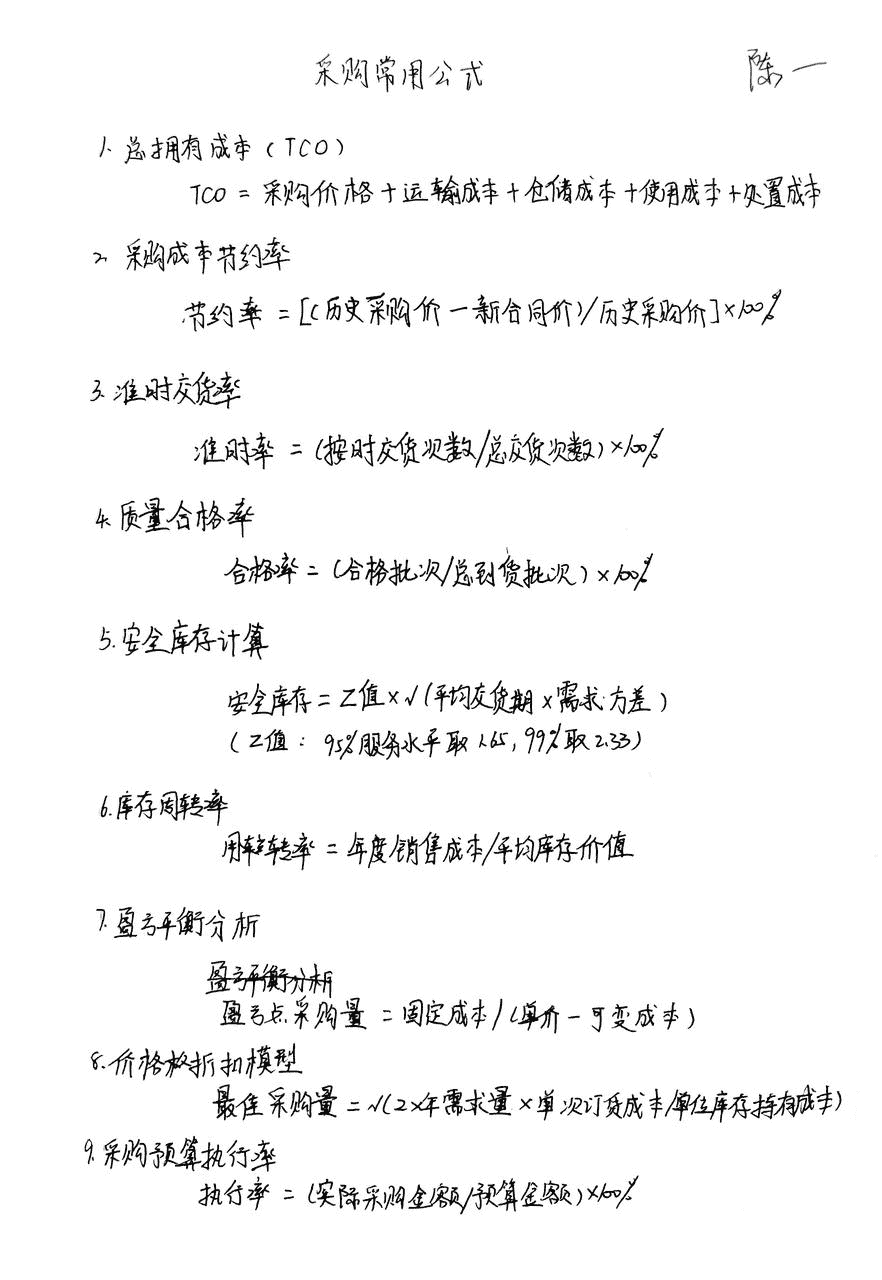 采购常用公式
陈一
1. 总拥有成本（TCO）
TCO = 采购价格+运输成本+仓储成本+使用成本+处置成本
2. 采购成本节约率
节约率 = [(历史采购价－新合同价)/历史采购价]×100%
3. 准时交货率
准时率 = (按时交货次数/总交货次数)×100%
4. 质量合格率
合格率 = (合格批次/总到货批次)×100%
5. 安全库存计算
安全库存 = Z值×√(平均交货期×需求方差)
(Z值: 95%服务水平取1.65, 99%取2.33)
6. 库存周转率
转率 = 年度销售成本/平均库存价值
7. 盈亏平衡分析
盈亏平衡分析
盈亏点采购量 = 固定成本/(单价－可变成本)
8. 价格折扣模型
最佳采购量 = √(2×年需求量×单次订货成本/单位库存持有成本)
9. 采购预算执行率
执行率 = (实际采购金额/预算金额)×100%